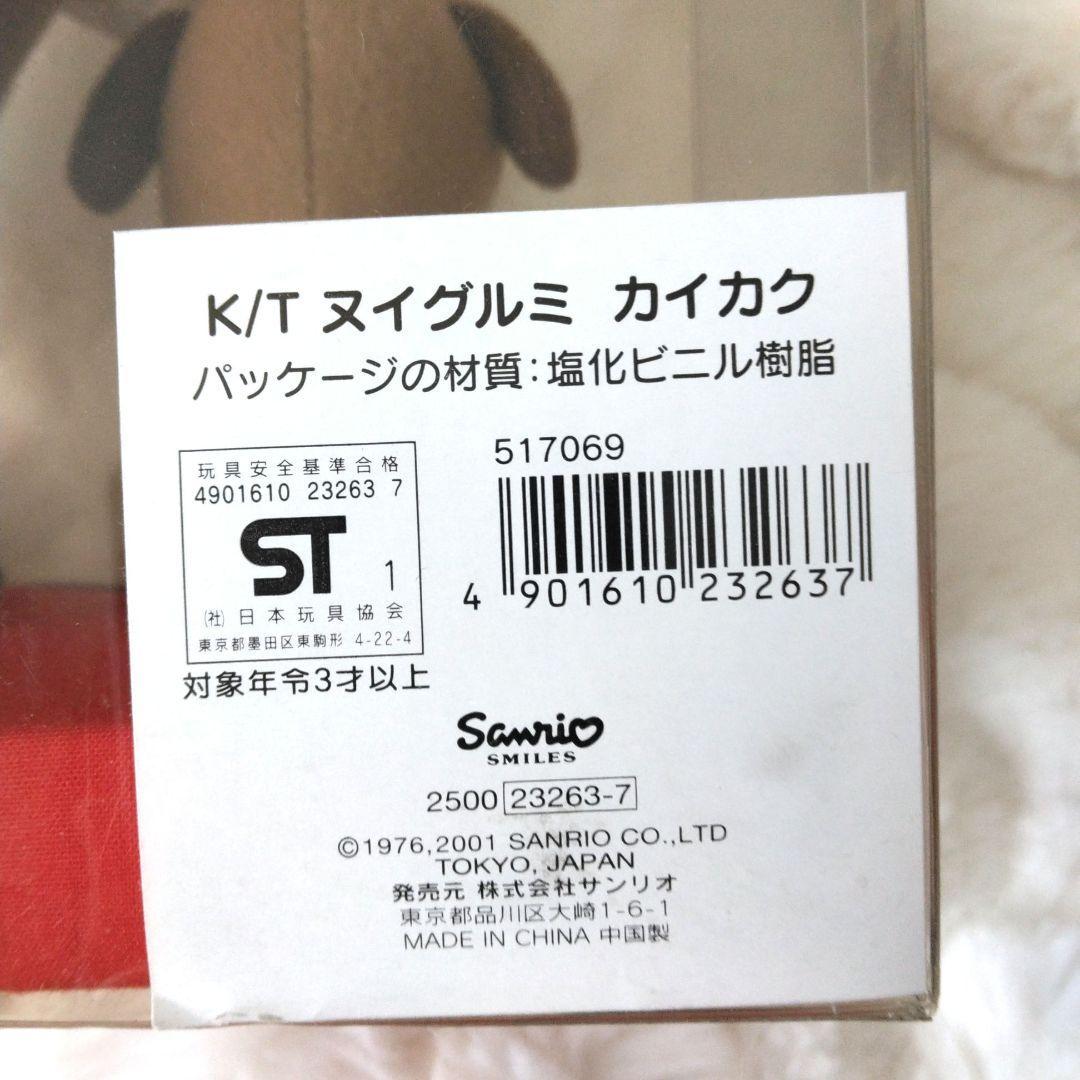 K/T ヌイグルミ カイカク
パッケージの材質:塩化ビニル樹脂
玩具安全基準合格
4901610 23263 7
ST 1
(社)日本玩具協会
東京都墨田区東駒形 4-22-4
対象年令3才以上
517069
4 901610 232637
Sanrio
SMILES
2500 23263-7
©1976,2001 SANRIO CO.,LTD
TOKYO, JAPAN
発売元 株式会社サンリオ
東京都品川区大崎1-6-1
MADE IN CHINA 中国製